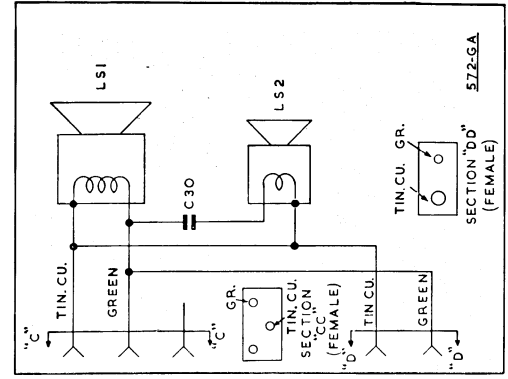 LS1
LS2
C30
572-GA
TIN. CU.
GREEN
"C"
"C"
GR.
TIN. CU.
SECTION
"CC"
(FEMALE)
TIN. CU. GR.
SECTION "DD"
(FEMALE)
TIN CU.
GREEN
"D"
"D"